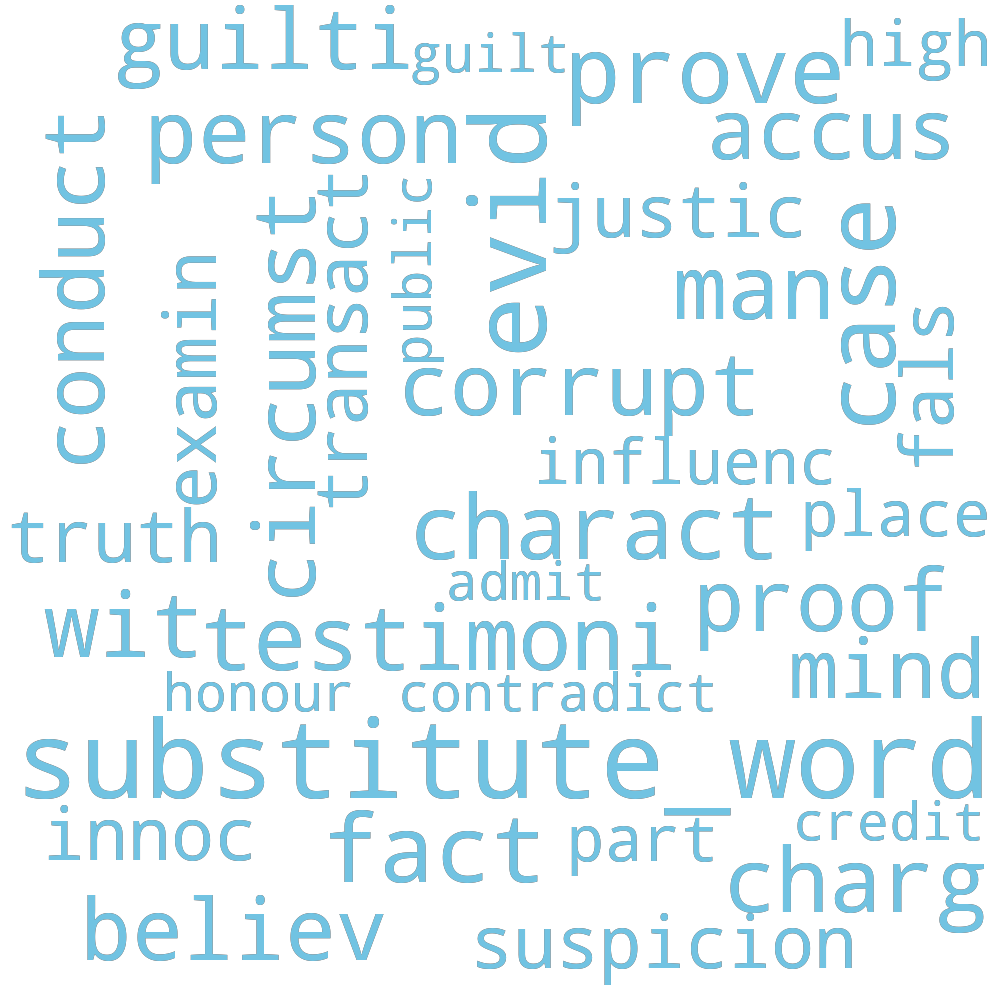 guilti
guilt
prove
high
conduct
person
evid
accus
circumst
transact
public
justic
case
examin
man
fals
corrupt
influenc
truth
charact
place
admit
proof
wit
testimoni
mind
honour
contradict
substitute_word
innoc
fact
part
credit
charg
believ
suspicion